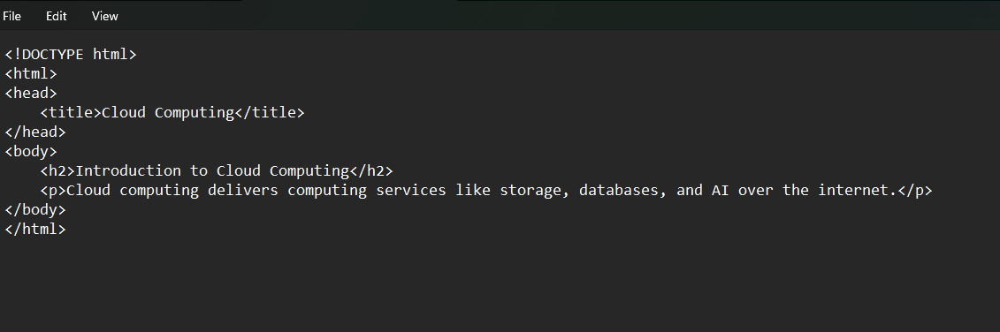 File Edit View
<!DOCTYPE html>
<html>
<head>
    <title>Cloud Computing</title>
</head>
<body>
    <h2>Introduction to Cloud Computing</h2>
    <p>Cloud computing delivers computing services like storage, databases, and AI over the internet.</p>
</body>
</html>